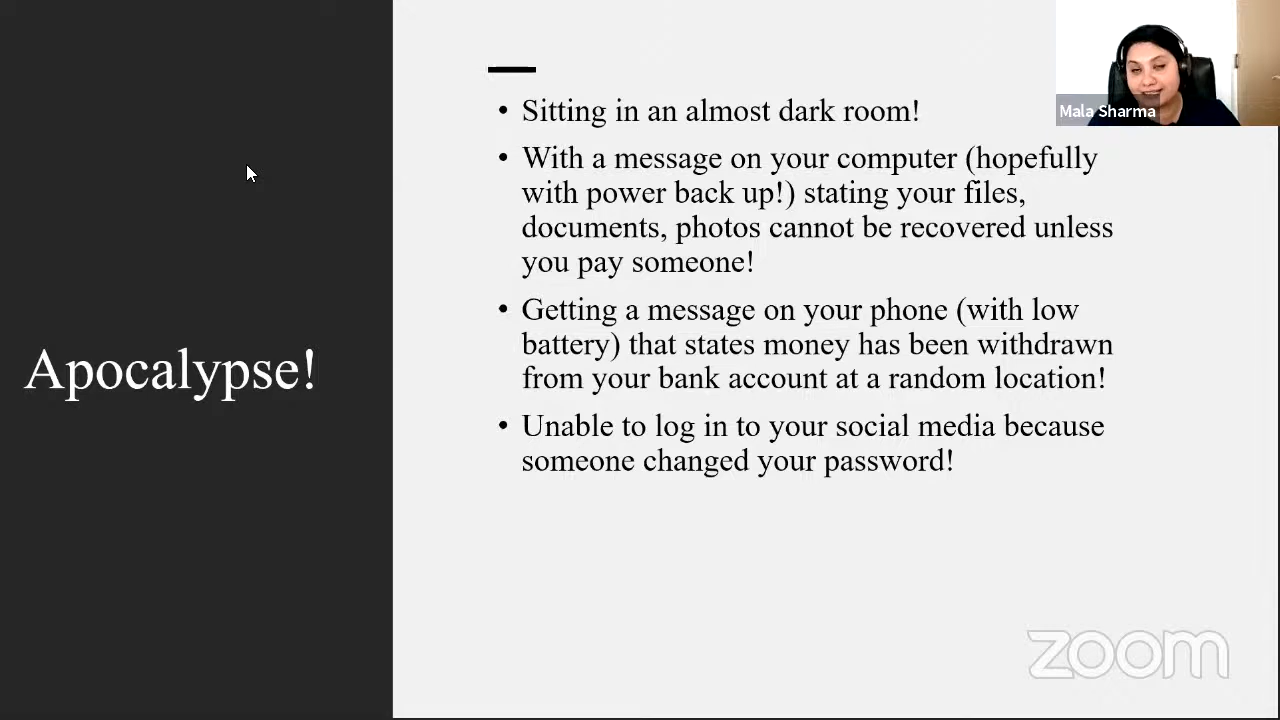 Apocalypse!
• Sitting in an almost dark room!
• With a message on your computer (hopefully
with power back up!) stating your files,
documents, photos cannot be recovered unless
you pay someone!
• Getting a message on your phone (with low
battery) that states money has been withdrawn
from your bank account at a random location!
• Unable to log in to your social media because
someone changed your password!
Mala Sharma
zoom